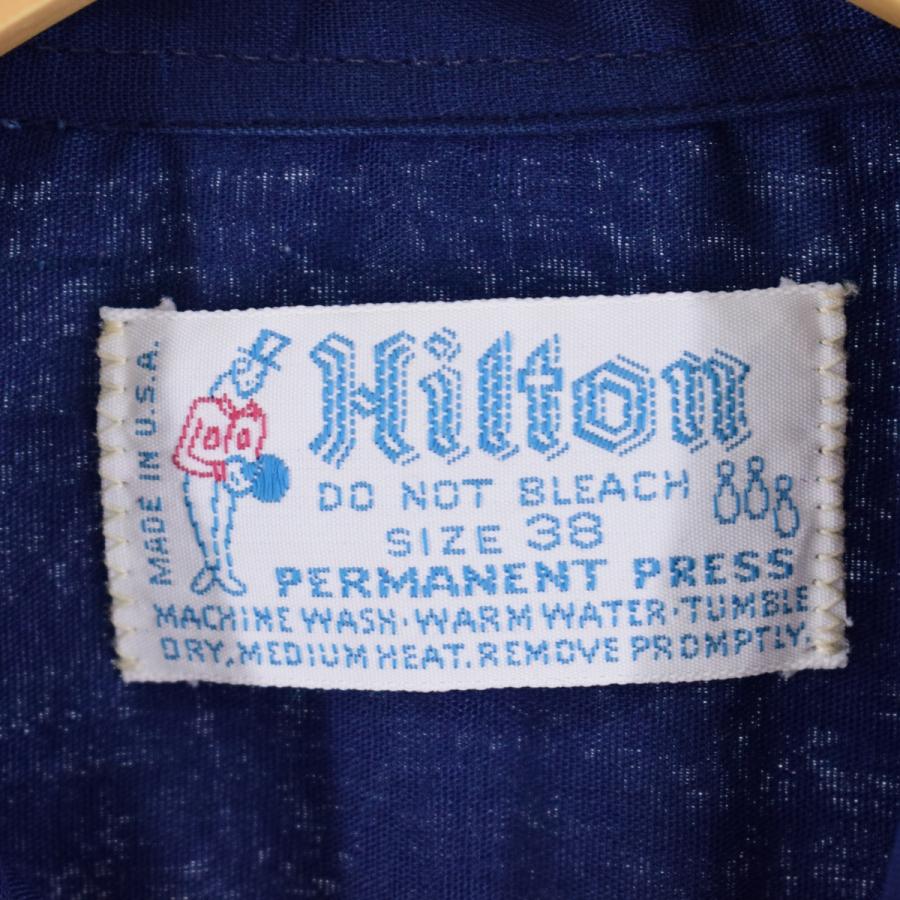 MADE IN U.S.A.
Hilton
DO NOT BLEACH
SIZE 38
PERMANENT PRESS
MACHINE WASH·WARM WATER·TUMBLE
DRY, MEDIUM HEAT. REMOVE PROMPTLY.